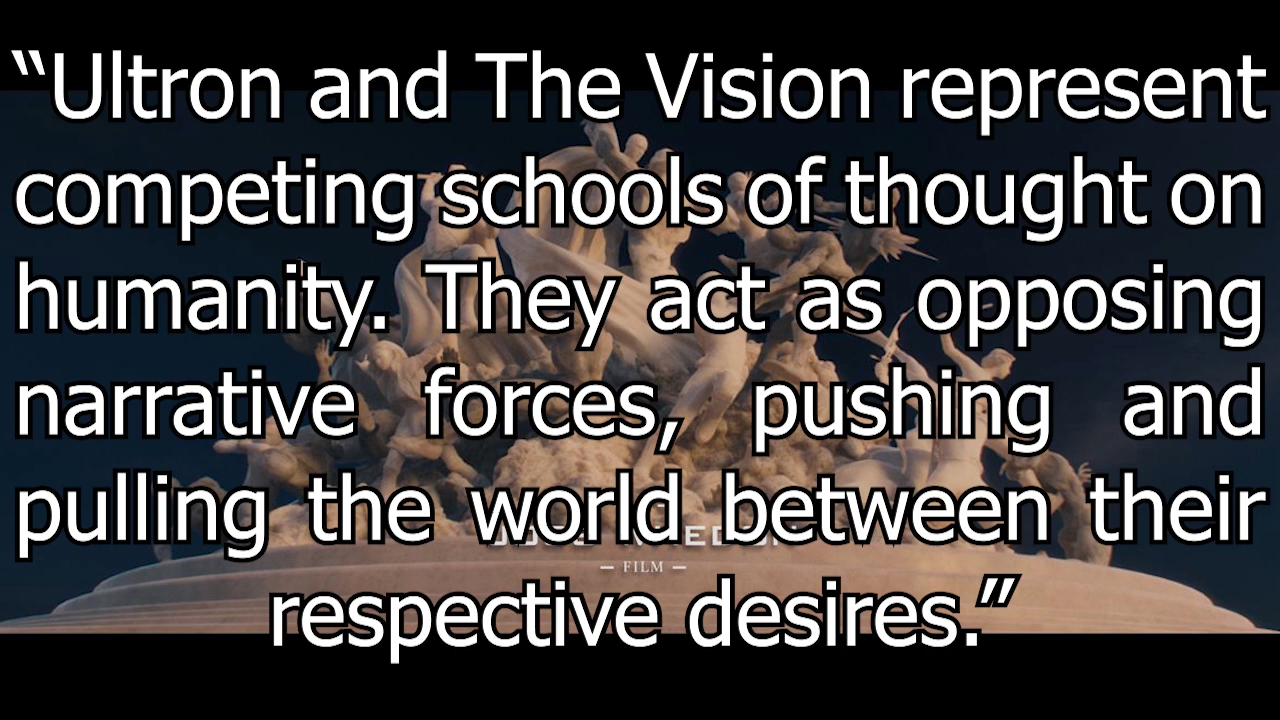 “Ultron and The Vision represent
competing schools of thought on
humanity. They act as opposing
narrative forces, pushing and
pulling the world between their
— FILM —
respective desires.”